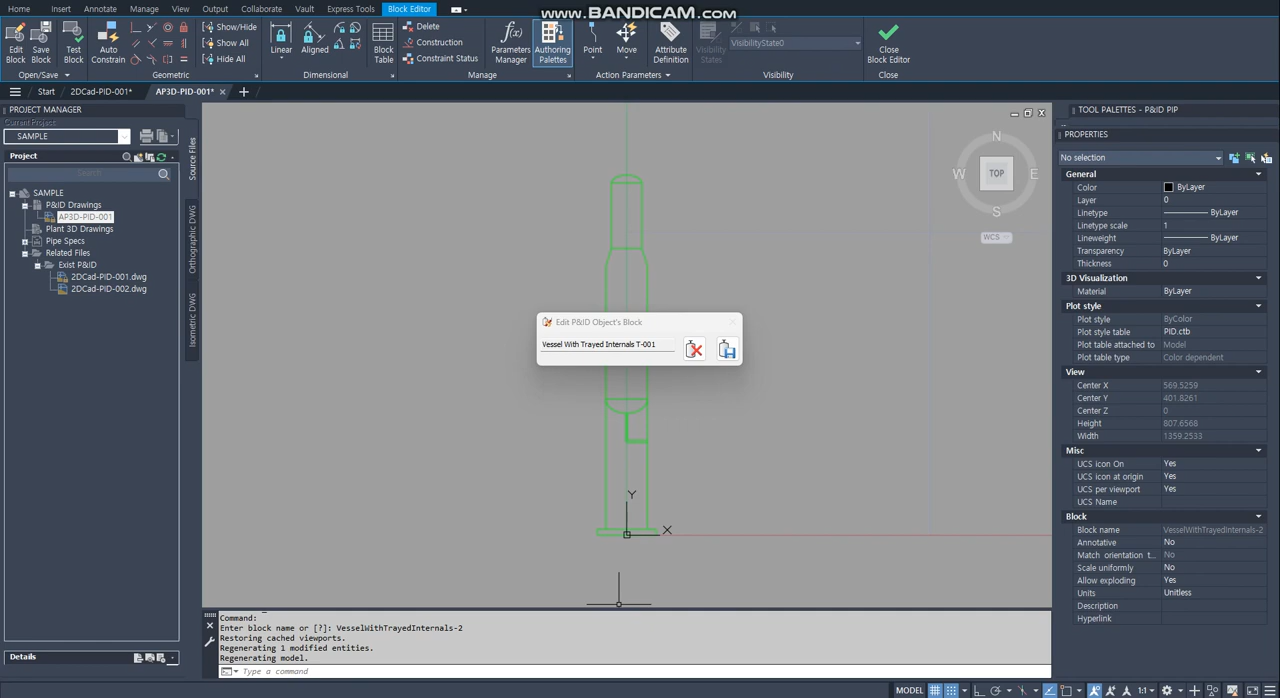 www.BANDICAM.com
Home Insert Annotate Manage View Output Collaborate Vault Express Tools Block Editor
Edit Block
Save Block
Test Block
Auto Constrain
Show/Hide
Show All
Hide All
Linear
Aligned
Block Table
Delete
Construction
Constraint Status
Parameters Manager
Authoring Palettes
Point
Move
Attribute Definition
Visibility States
VisibilityState0
Close Block Editor
Open/Save Geometric Dimensional Manage Action Parameters Visibility Close
Start 2DCad-PID-001* AP3D-PID-001*
PROJECT MANAGER
Current Project:
SAMPLE
Project
Search
SAMPLE
P&ID Drawings
AP3D-PID-001
Plant 3D Drawings
Pipe Specs
Related Files
Exist P&ID
2DCad-PID-001.dwg
2DCad-PID-002.dwg
Details
Source Files
Orthographic DWG
Isometric DWG
N
W TOP E
S
WCS
Edit P&ID Object's Block
Vessel With Trayed Internals T-001
Y
X
Command:
Enter block name or [?]: VesselWithTrayedInternals-2
Restoring cached viewports.
Regenerating 1 modified entities.
Regenerating model.
Type a command
TOOL PALETTES - P&ID PIP
PROPERTIES
No selection
General
Color ByLayer
Layer 0
Linetype ByLayer
Linetype scale 1
Lineweight ByLayer
Transparency ByLayer
Thickness 0
3D Visualization
Material ByLayer
Plot style
Plot style ByColor
Plot style table PID.ctb
Plot table attached to Model
Plot table type Color dependent
View
Center X 569.5259
Center Y 401.8261
Center Z 0
Height 807.6568
Width 1359.2533
Misc
UCS icon On Yes
UCS icon at origin Yes
UCS per viewport Yes
UCS Name
Block
Block name VesselWithTrayedInternals-2
Annotative No
Match orientation t... No
Scale uniformly No
Allow exploding Yes
Units Unitless
Description
Hyperlink
MODEL 1:1